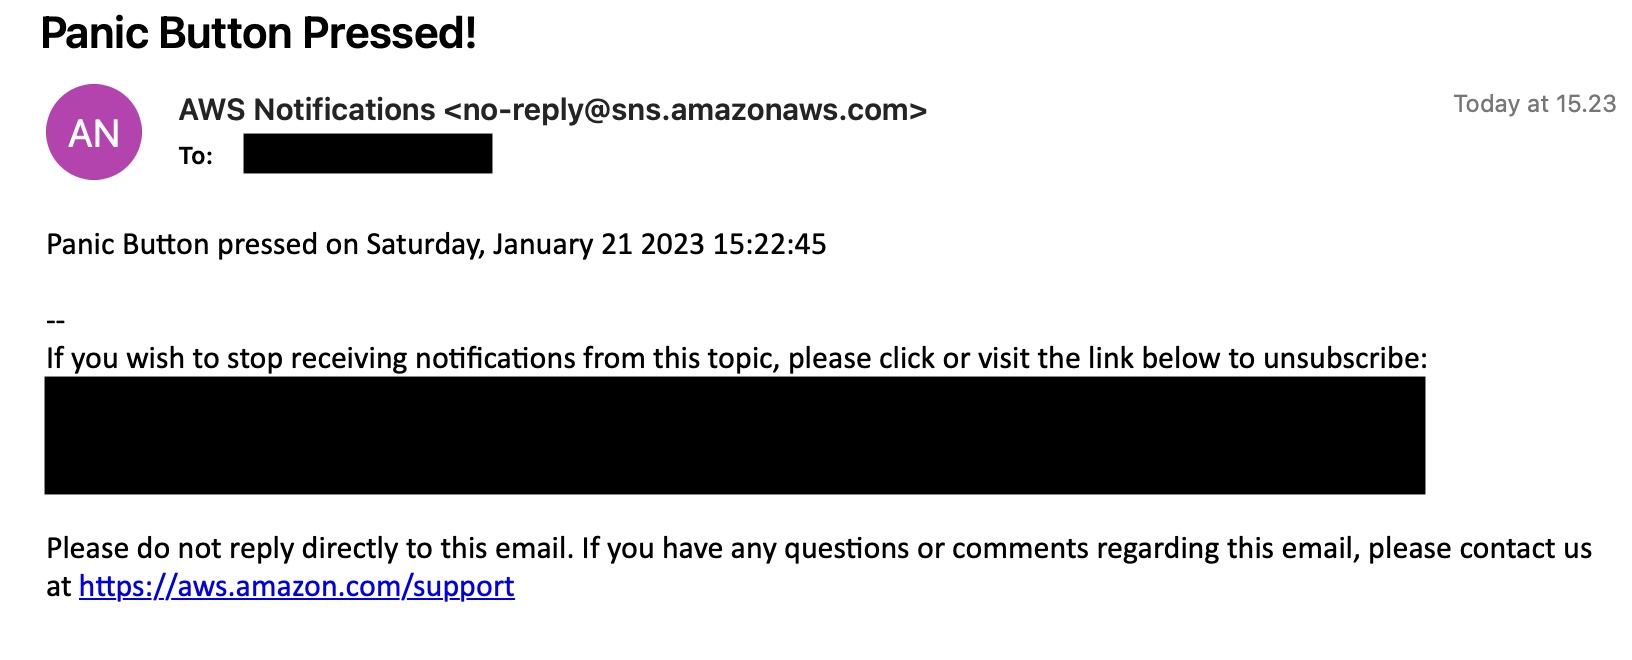 Panic Button Pressed!
AN
AWS Notifications <no-reply@sns.amazonaws.com>
Today at 15.23
To:
Panic Button pressed on Saturday, January 21 2023 15:22:45
--
If you wish to stop receiving notifications from this topic, please click or visit the link below to unsubscribe:
Please do not reply directly to this email. If you have any questions or comments regarding this email, please contact us
at https://aws.amazon.com/support